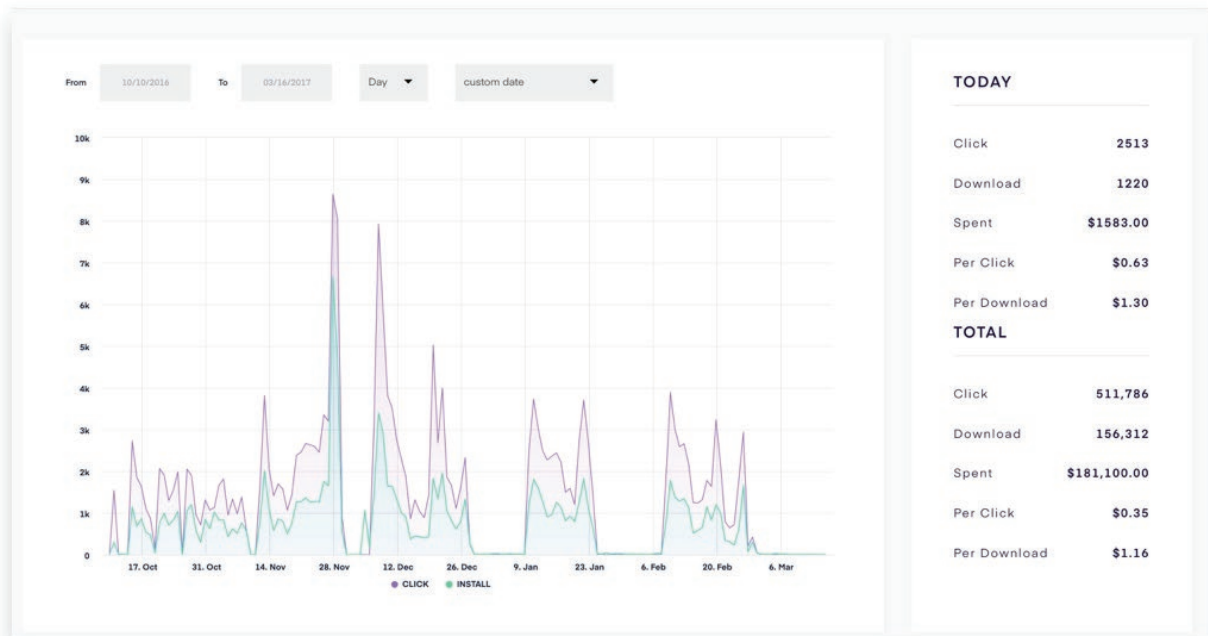 From 10/10/2016 To 03/16/2017 Day custom date
10k
9k
8k
7k
6k
5k
4k
3k
2k
1k
0
17. Oct 31. Oct 14. Nov 28. Nov 12. Dec 26. Dec 9. Jan 23. Jan 6. Feb 20. Feb 6. Mar
CLICK INSTALL
TODAY
Click 2513
Download 1220
Spent $1583.00
Per Click $0.63
Per Download $1.30
TOTAL
Click 511,786
Download 156,312
Spent $181,100.00
Per Click $0.35
Per Download $1.16